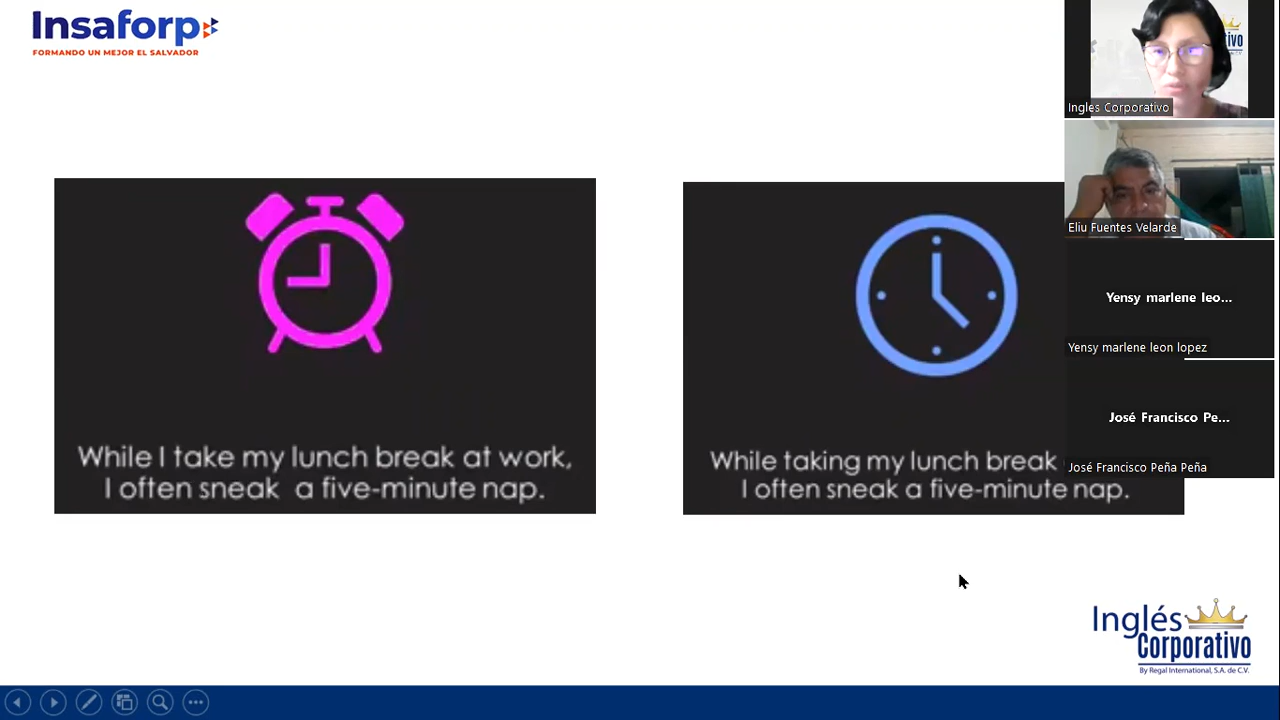 Insaforp
FORMANDO UN MEJOR EL SALVADOR
While I take my lunch break at work,
I often sneak a five-minute nap.
While taking my lunch break
I often sneak a five-minute nap.
Ingles Corporativo
Eliu Fuentes Velarde
Yensy marlene leo...
Yensy marlene leon lopez
José Francisco Pe...
José Francisco Peña Peña
Inglés
Corporativo
By Regal International, S.A. de C.V.